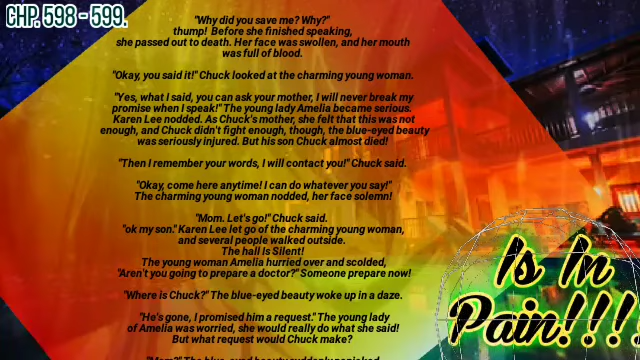 CHP. 598 - 599.
"Why did you save me? Why?"
thump! Before she finished speaking,
she passed out to death. Her face was swollen, and her mouth
was full of blood.
"Okay, you said it!" Chuck looked at the charming young woman.
"Yes, what I said, you can ask your mother, I will never break my
promise when I speak!" The young lady Amelia became serious.
Karen Lee nodded. As Chuck's mother, she felt that this was not
enough, and Chuck didn't fight enough, though, the blue-eyed beauty
was seriously injured. But his son Chuck almost died!
"Then I remember your words, I will contact you!" Chuck said.
"Okay, come here anytime! I can do whatever you say!"
The charming young woman nodded, her face solemn!
"Mom. Let's go!" Chuck said.
"ok my son." Karen Lee let go of the charming young woman,
and several people walked outside.
The hall Is Silent!
The young woman Amelia hurried over and scolded,
"Aren't you going to prepare a doctor?" Someone prepare now!
"Where is Chuck?" The blue-eyed beauty woke up in a daze.
"He's gone, I promised him a request." The young lady
of Amelia was worried, she would really do what she said!
But what request would Chuck make?
"Mom?" The blue-eyed beauty suddenly panicked
Is In
Pain!!!!